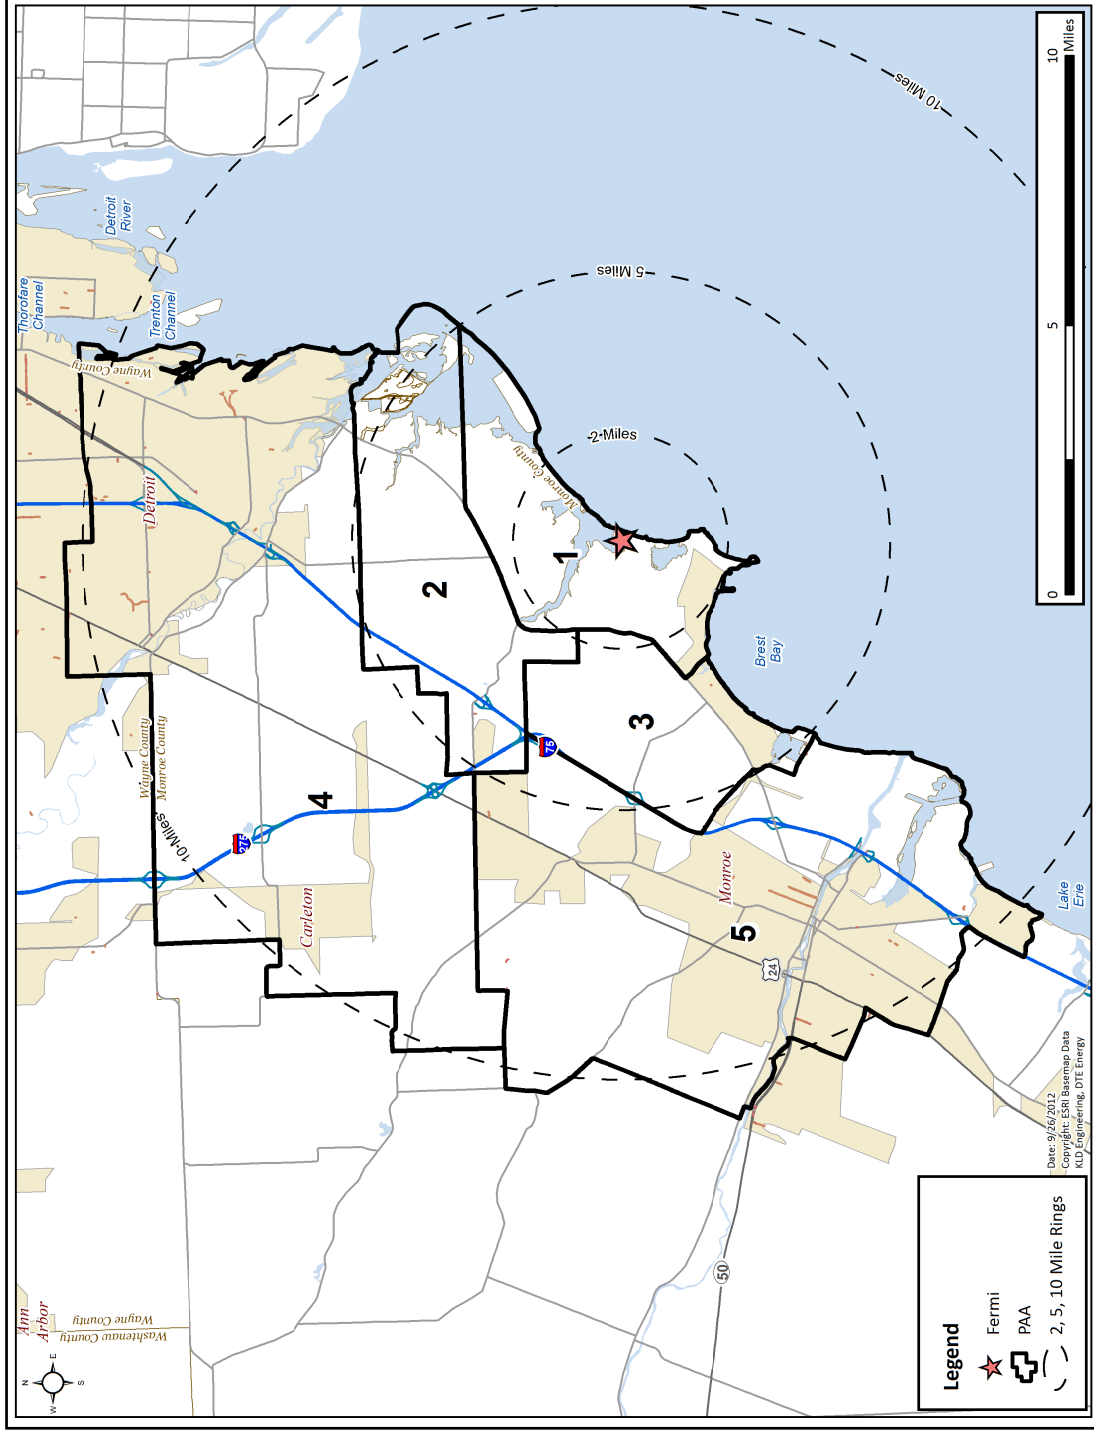 Thorofare
Channel
Detroit
River
Trenton
Channel
Wayne County
10 Miles
5 Miles
2 Miles
Detroit
Monroe County
1
2
3
4
5
75
275
24
50
Brest
Bay
Wayne County
Monroe County
10 Miles
Carleton
Monroe
Lake
Erie
Ann
Arbor
Wayne County
Washtenaw County
N
E
S
W
Date: 9/26/2012
Copyright: ESRI Basemap Data
KLD Engineering, DTE Energy
Legend
Fermi
PAA
2, 5, 10 Mile Rings
0
5
10
Miles